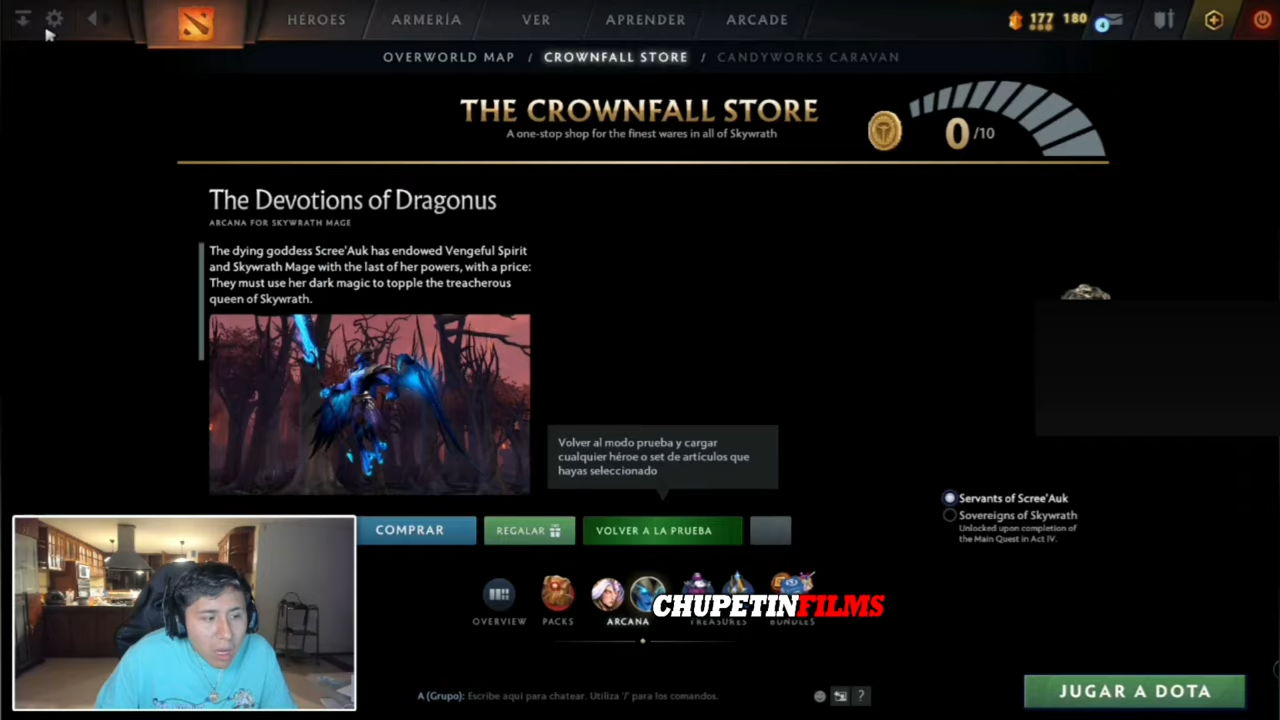 HÉROES
ARMERÍA
VER
APRENDER
ARCADE
177
180
4
OVERWORLD MAP / CROWNFALL STORE / CANDYWORKS CARAVAN
THE CROWNFALL STORE
A one-stop shop for the finest wares in all of Skywrath
0/10
The Devotions of Dragonus
ARCANA FOR SKYWRATH MAGE
The dying goddess Scree'Auk has endowed Vengeful Spirit
and Skywrath Mage with the last of her powers, with a price:
They must use her dark magic to topple the treacherous
queen of Skywrath.
Volver al modo prueba y cargar
cualquier héroe o set de artículos que
hayas seleccionado
Servants of Scree'Auk
Sovereigns of Skywrath
Unlocked upon completion of
the Main Quest in Act IV.
COMPRAR
REGALAR
VOLVER A LA PRUEBA
CHUPETINFILMS
OVERVIEW
PACKS
ARCANA
TREASURES
BUNDLES
A (Grupo): Escribe aquí para chatear. Utiliza '/' para los comandos.
?
JUGAR A DOTA